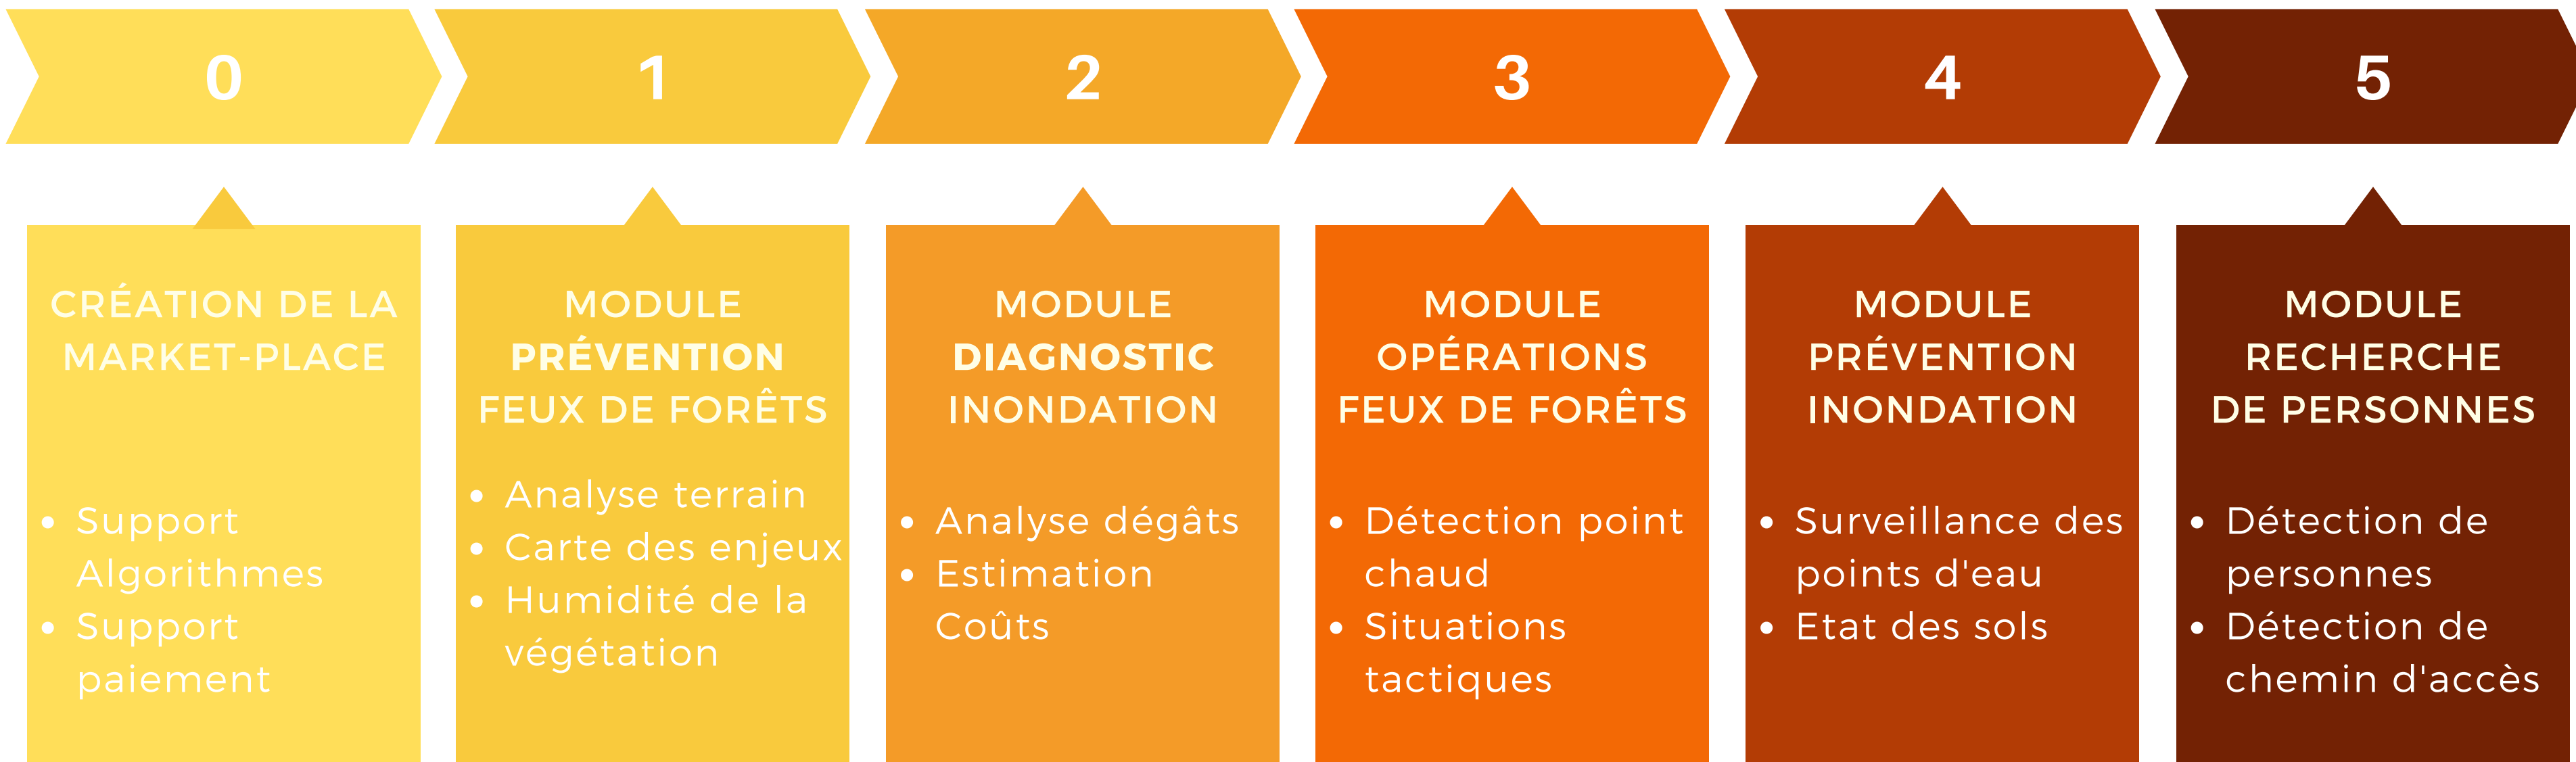 0
1
2
3
4
5
CRÉATION DE LA
MARKET-PLACE
• Support
Algorithmes
• Support
paiement
MODULE
PRÉVENTION
FEUX DE FORÊTS
• Analyse terrain
• Carte des enjeux
• Humidité de la
végétation
MODULE
DIAGNOSTIC
INONDATION
• Analyse dégâts
• Estimation
Coûts
MODULE
OPÉRATIONS
FEUX DE FORÊTS
• Détection point
chaud
• Situations
tactiques
MODULE
PRÉVENTION
INONDATION
• Surveillance des
points d'eau
• Etat des sols
MODULE
RECHERCHE
DE PERSONNES
• Détection de
personnes
• Détection de
chemin d'accès